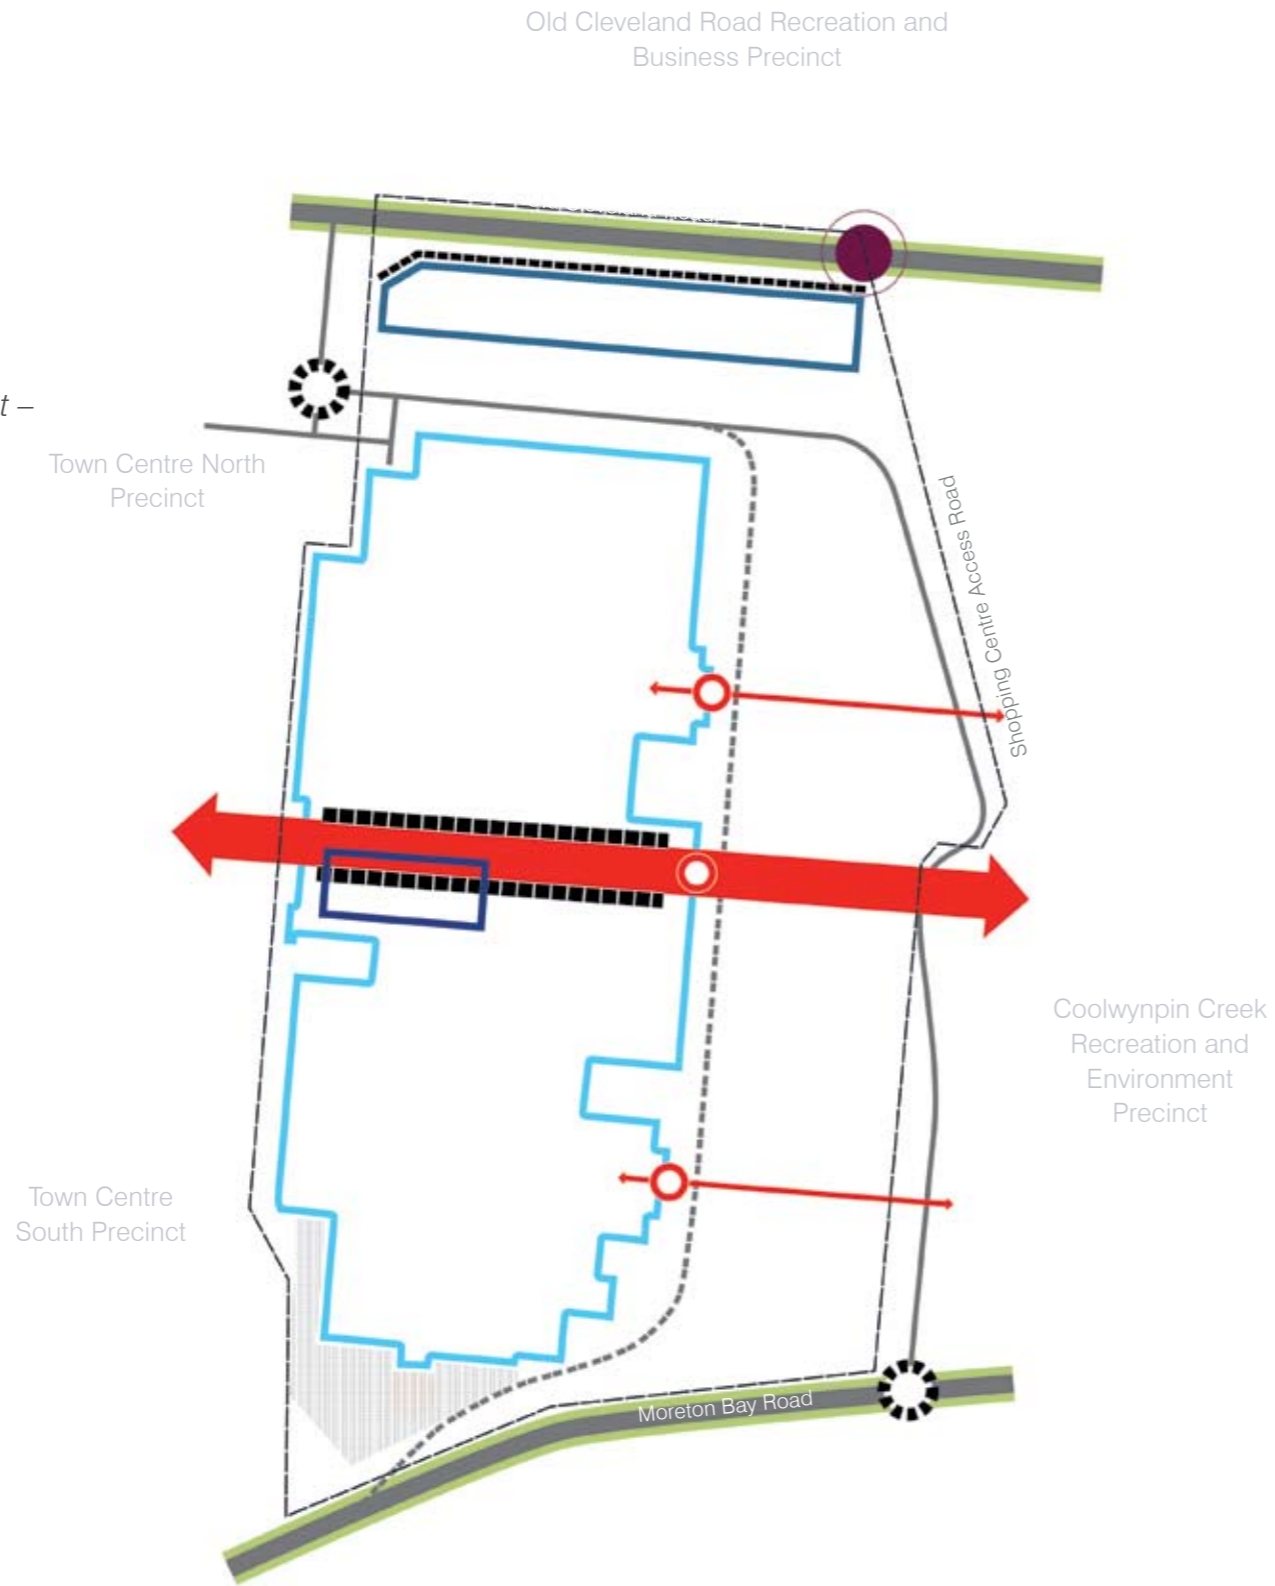 Old Cleveland Road Recreation and
Business Precinct
t –
Town Centre North
Precinct
Shopping Centre Access Road
Coolwynpin Creek
Recreation and
Environment
Precinct
Town Centre
South Precinct
Moreton Bay Road